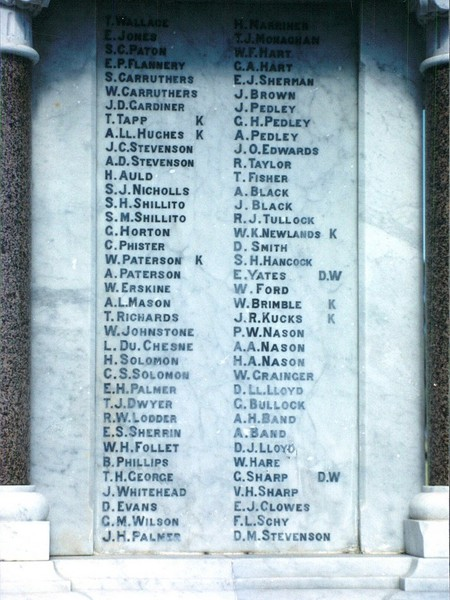 T. WALLACE
E. JONES
S.C. PATON
E.P. FLANNERY
S. CARRUTHERS
W. CARRUTHERS
J.D. GARDINER
T. TAPP K
A. LL. HUGHES K
J.C. STEVENSON
A.D. STEVENSON
H. AULD
S.J. NICHOLLS
S.H. SHILLITO
S.M. SHILLITO
G. HORTON
C. PHISTER
W. PATERSON K
A. PATERSON
W. ERSKINE
A.L. MASON
T. RICHARDS
W. JOHNSTONE
L. DU. CHESNE
H. SOLOMON
C.S. SOLOMON
E.H. PALMER
T.J. DWYER
R.W. LODDER
E.S. SHERRIN
W.H. FOLLET
B. PHILLIPS
T.H. GEORGE
J. WHITEHEAD
D. EVANS
G.M. WILSON
J.H. PALMER
H.
T.J. MONAGHAN
W.F. HART
G.A. HART
E.J. SHERMAN
J. BROWN
J. PEDLEY
G.H. PEDLEY
A. PEDLEY
J.O. EDWARDS
R. TAYLOR
T. FISHER
A. BLACK
J. BLACK
R.J. TULLOCK
W.K. NEWLANDS K
D. SMITH
S.H. HANCOCK
E. YATES D.W
W. FORD
W. BRIMBLE K
J.R. KUCKS K
P.W. NASON
A.A. NASON
H.A. NASON
W. GRAINGER
D. LL. LLOYD
G. BULLOCK
A.H. BAND
A. BAND
D.J. LLOYD
W. HARE
G. SHARP D.W
V.H. SHARP
E.J. CLOWES
F.L. SCHY
D.M. STEVENSON